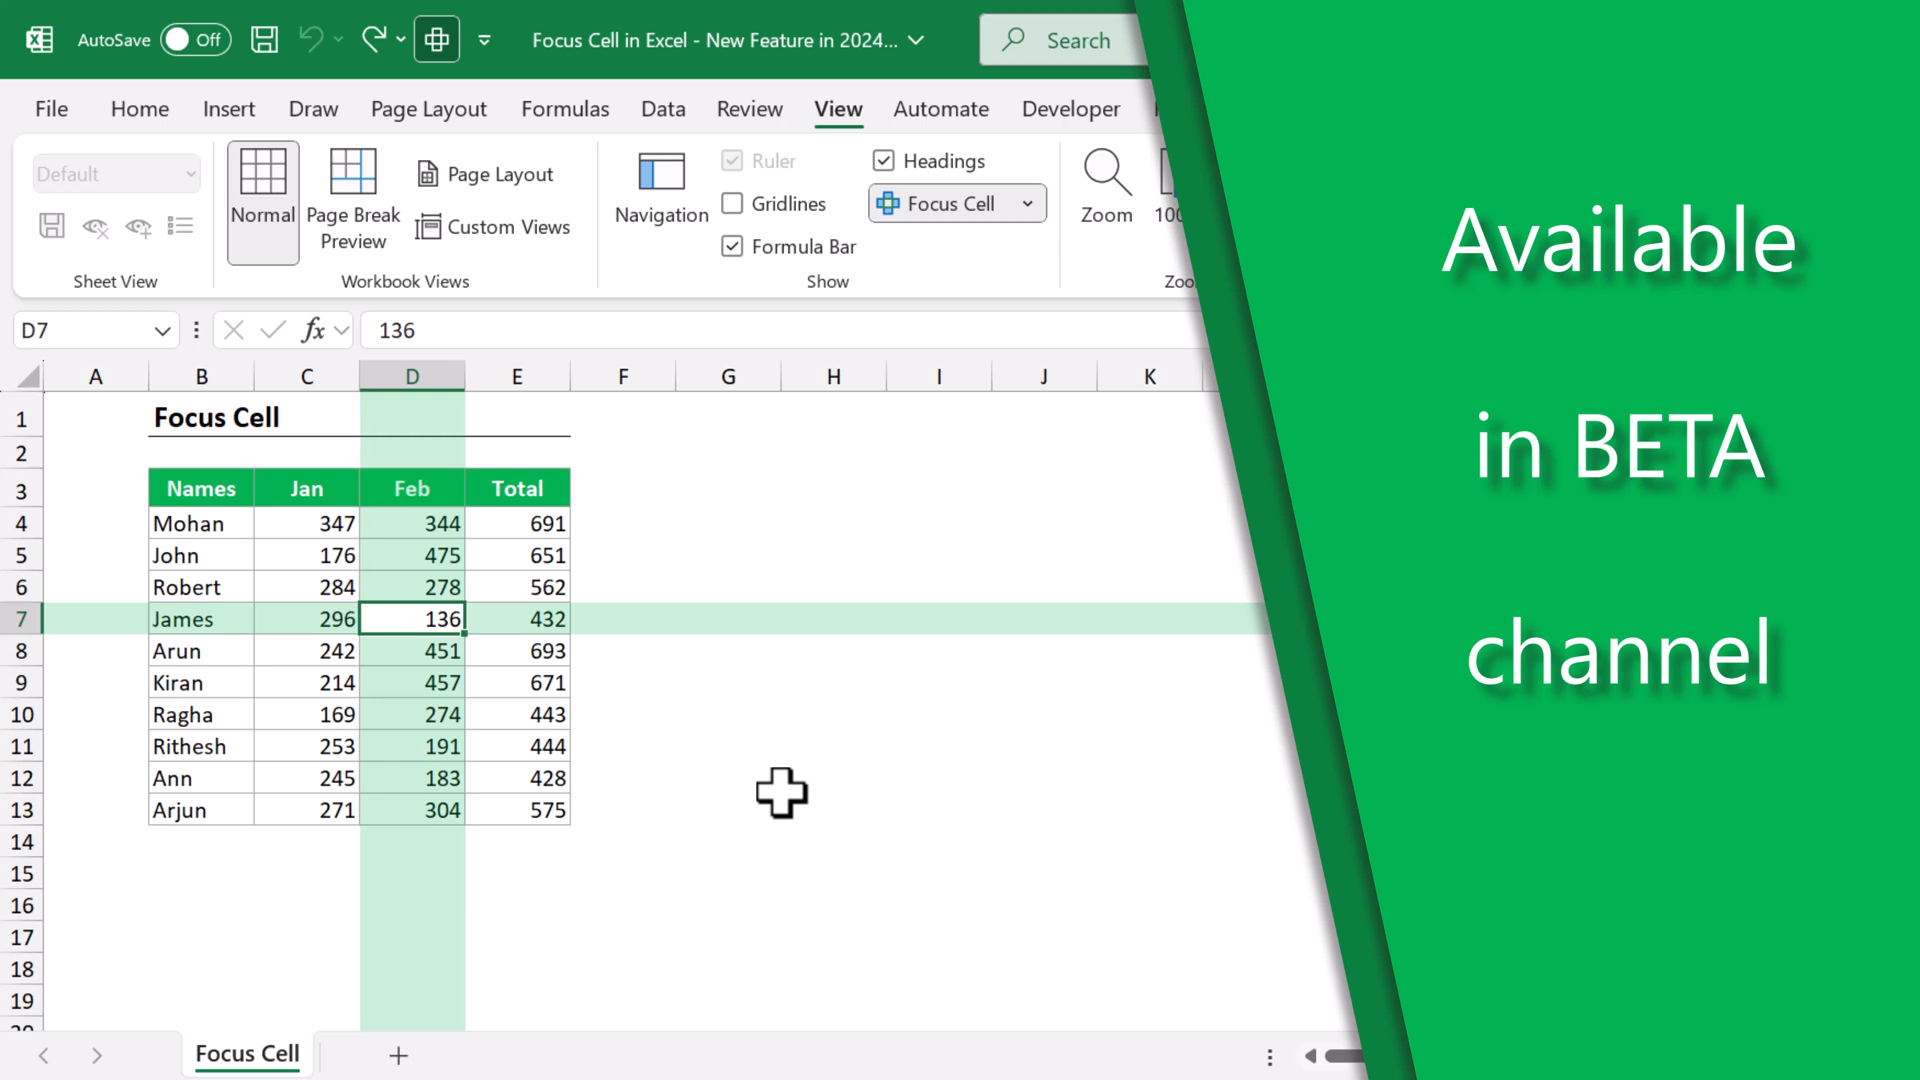 AutoSave Off Focus Cell in Excel - New Feature in 2024... Search
File Home Insert Draw Page Layout Formulas Data Review View Automate Developer
Default
Normal
Page Break
Preview
Page Layout
Custom Views
Navigation
Ruler
Gridlines
Formula Bar
Headings
Focus Cell
Zoom
Sheet View Workbook Views Show
D7 fx 136
A B C D E F G H I J K
1 Focus Cell
2
3 Names Jan Feb Total
4 Mohan 347 344 691
5 John 176 475 651
6 Robert 284 278 562
7 James 296 136 432
8 Arun 242 451 693
9 Kiran 214 457 671
10 Ragha 169 274 443
11 Rithesh 253 191 444
12 Ann 245 183 428
13 Arjun 271 304 575
14
15
16
17
18
19
Focus Cell
Available
in BETA
channel